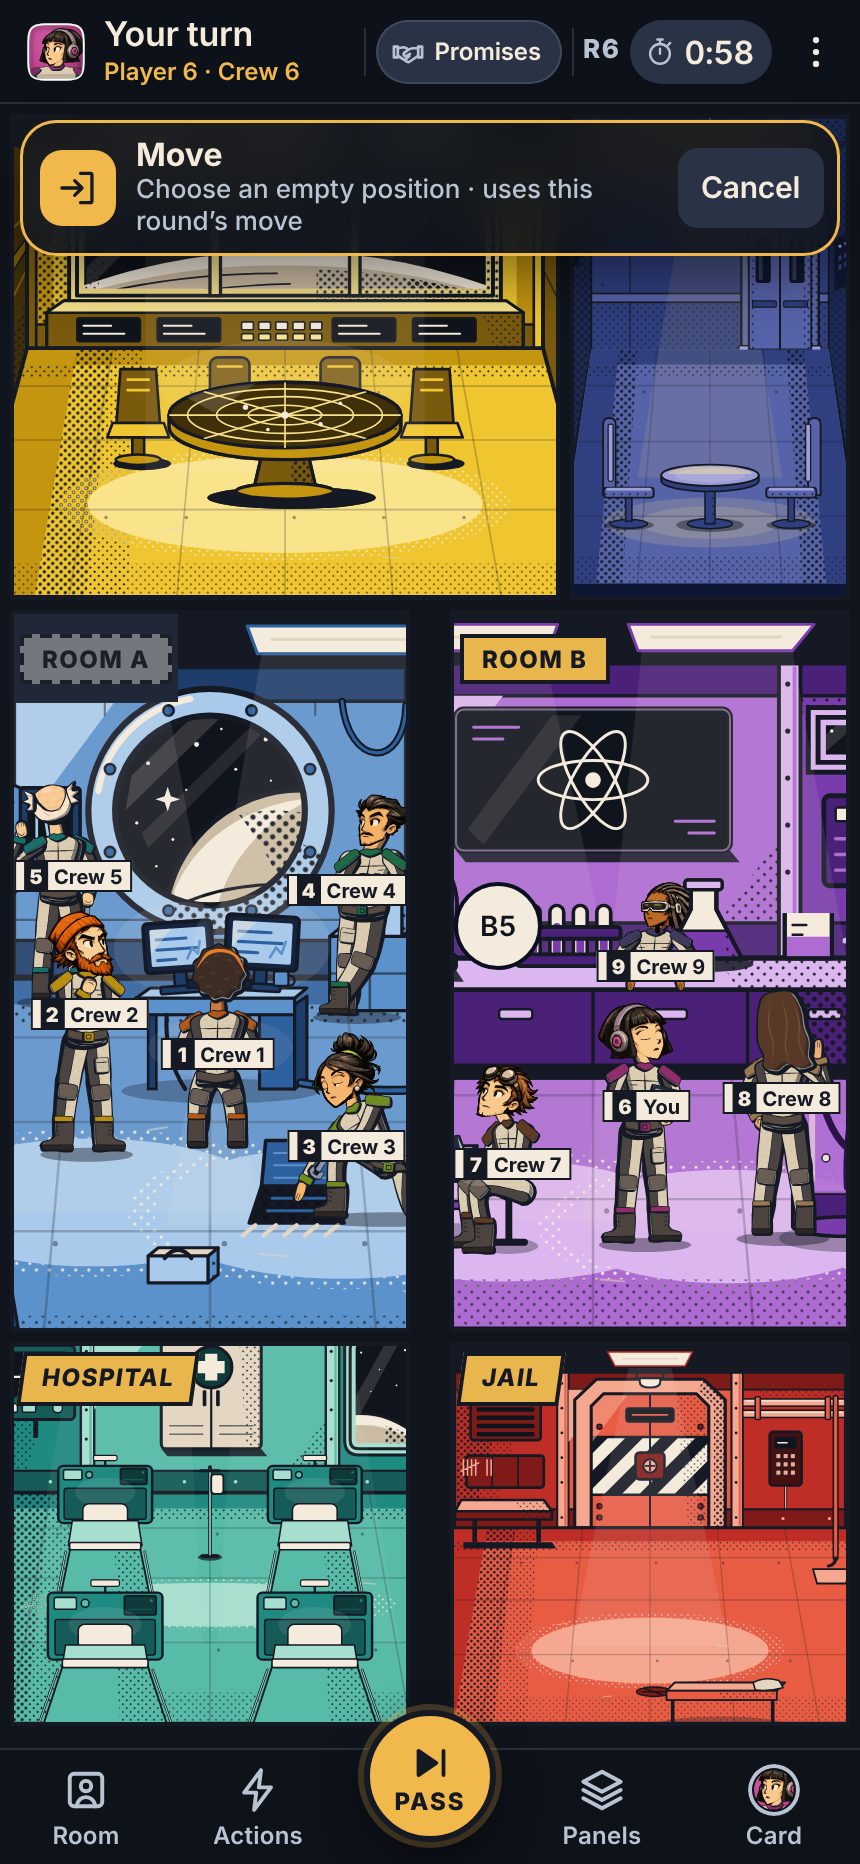 Your turn
Player 6 · Crew 6
Promises
R6
0:58
Move
Choose an empty position · uses this
round's move
Cancel
ROOM A
ROOM B
5 Crew 5
4 Crew 4
B5
9 Crew 9
2 Crew 2
1 Crew 1
6 You
8 Crew 8
3 Crew 3
7 Crew 7
HOSPITAL
JAIL
PASS
Room
Actions
Panels
Card